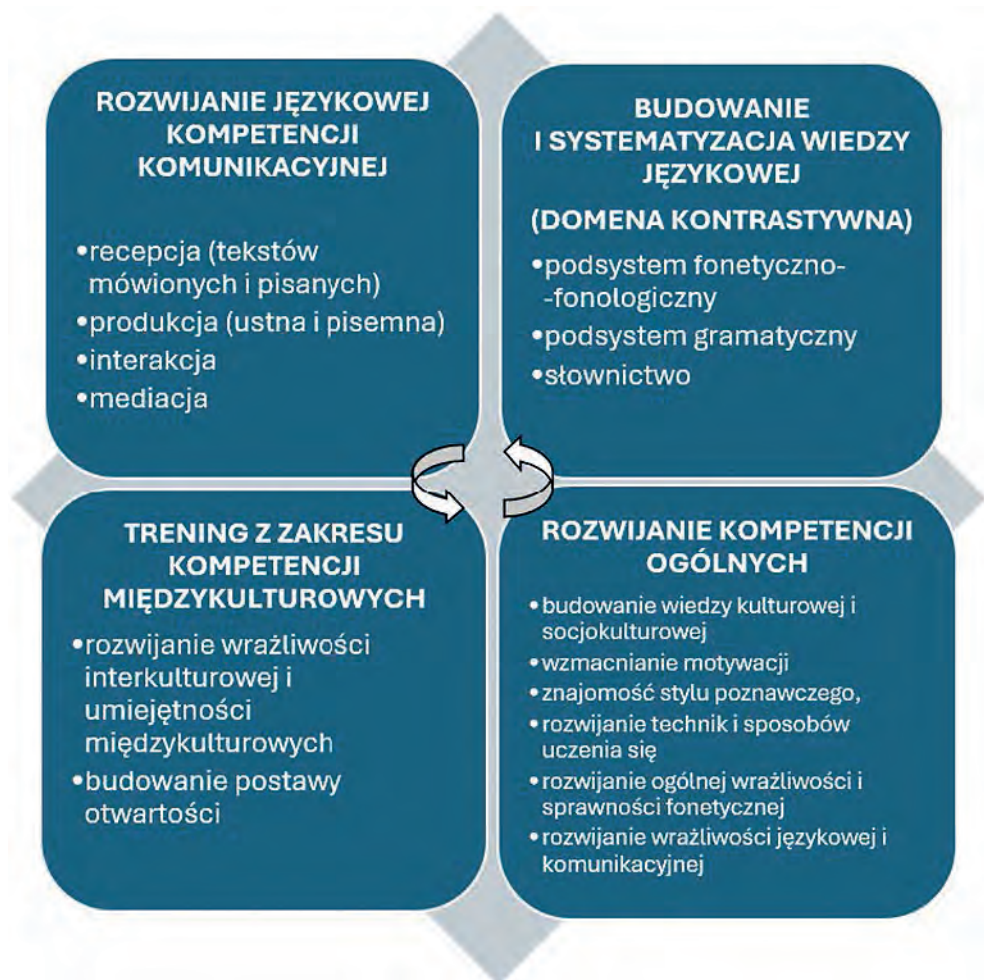 ROZWIJANIE JĘZYKOWEJ
KOMPETENCJI
KOMUNIKACYJNEJ
•recepcja (tekstów
mówionych i pisanych)
•produkcja (ustna i pisemna)
•interakcja
•mediacja
BUDOWANIE
I SYSTEMATYZACJA WIEDZY
JĘZYKOWEJ
(DOMENA KONTRASTYWNA)
•podsystem fonetyczno-
-fonologiczny
•podsystem gramatyczny
•słownictwo
TRENING Z ZAKRESU
KOMPETENCJI
MIĘDZYKULTUROWYCH
•rozwijanie wrażliwości
interkulturowej i
umiejętności
międzykulturowych
•budowanie postawy
otwartości
ROZWIJANIE KOMPETENCJI
OGÓLNYCH
•budowanie wiedzy kulturowej i
socjokulturowej
•wzmacnianie motywacji
•znajomość stylu poznawczego,
•rozwijanie technik i sposobów
uczenia się
•rozwijanie ogólnej wrażliwości i
sprawności fonetycznej
•rozwijanie wrażliwości językowej i
komunikacyjnej